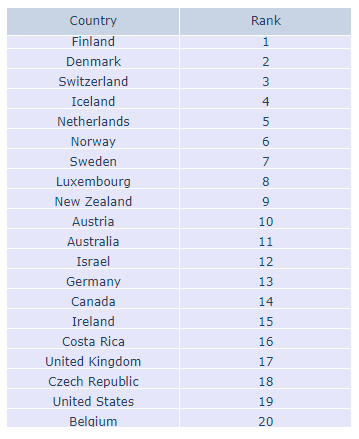 Country Rank
Finland 1
Denmark 2
Switzerland 3
Iceland 4
Netherlands 5
Norway 6
Sweden 7
Luxembourg 8
New Zealand 9
Austria 10
Australia 11
Israel 12
Germany 13
Canada 14
Ireland 15
Costa Rica 16
United Kingdom 17
Czech Republic 18
United States 19
Belgium 20